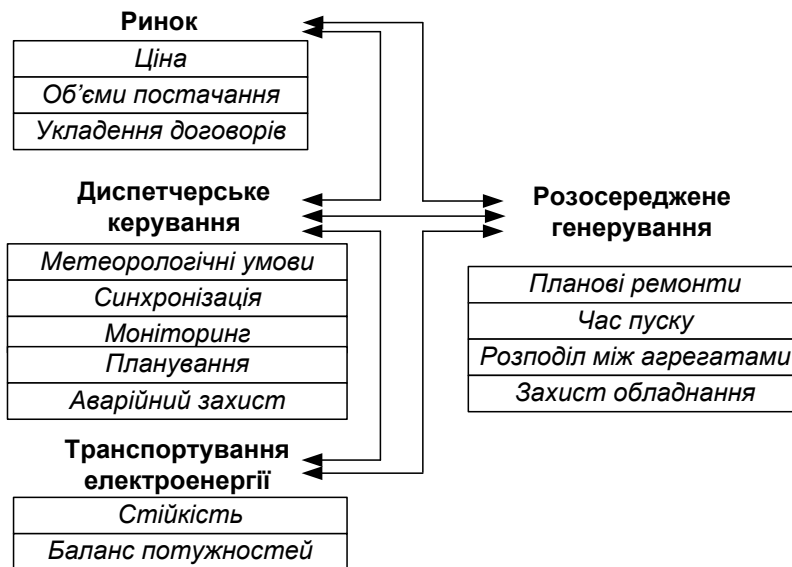 Ринок
Ціна
Об’єми постачання
Укладення договорів
Диспетчерське
керування
Метеорологічні умови
Синхронізація
Моніторинг
Планування
Аварійний захист
Транспортування
електроенергії
Стійкість
Баланс потужностей
Розосереджене
генерування
Планові ремонти
Час пуску
Розподіл між агрегатами
Захист обладнання